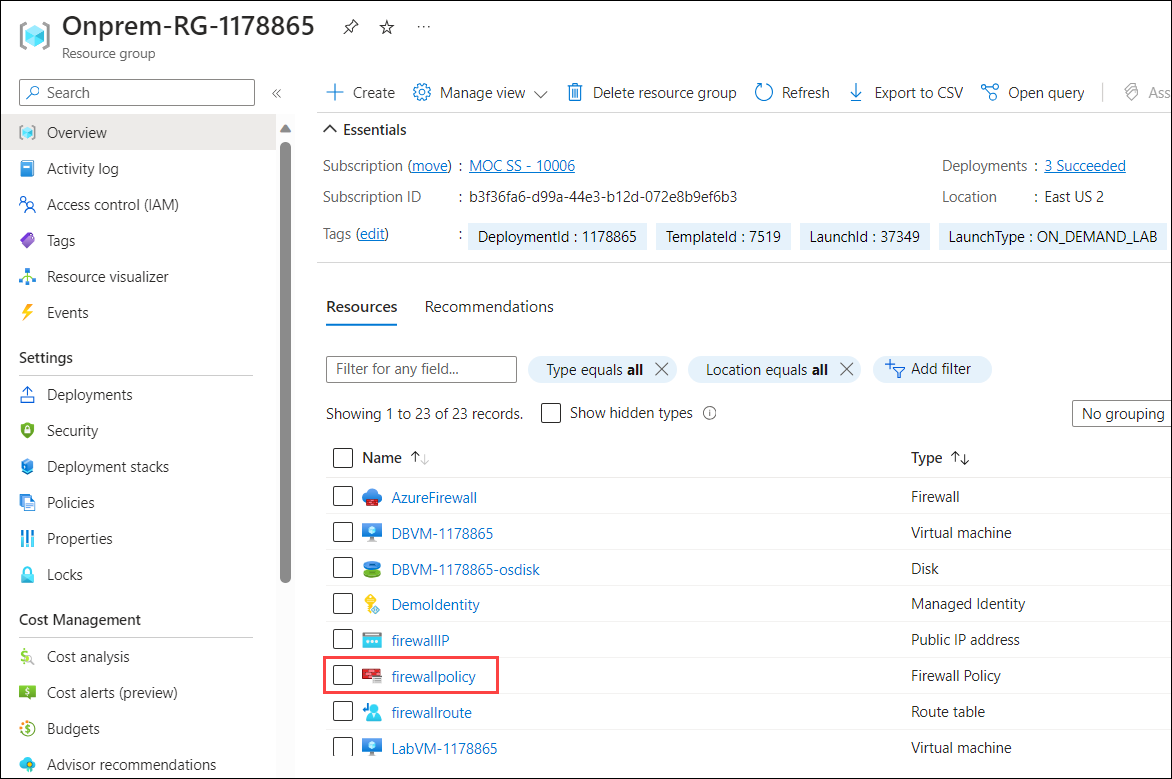 Onprem-RG-1178865
Resource group
Search
Overview
Activity log
Access control (IAM)
Tags
Resource visualizer
Events
Settings
Deployments
Security
Deployment stacks
Policies
Properties
Locks
Cost Management
Cost analysis
Cost alerts (preview)
Budgets
Advisor recommendations
Create Manage view Delete resource group Refresh Export to CSV Open query Ass
Essentials
Subscription (move) : MOC SS - 10006 Deployments : 3 Succeeded
Subscription ID : b3f36fa6-d99a-44e3-b12d-072e8b9ef6b3 Location : East US 2
Tags (edit) : DeploymentId : 1178865 TemplateId : 7519 LaunchId : 37349 LaunchType : ON_DEMAND_LAB
Resources Recommendations
Filter for any field... Type equals all Location equals all Add filter
Showing 1 to 23 of 23 records. Show hidden types No grouping
Name Type
AzureFirewall Firewall
DBVM-1178865 Virtual machine
DBVM-1178865-osdisk Disk
DemoIdentity Managed Identity
firewallIP Public IP address
firewallpolicy Firewall Policy
firewallroute Route table
LabVM-1178865 Virtual machine